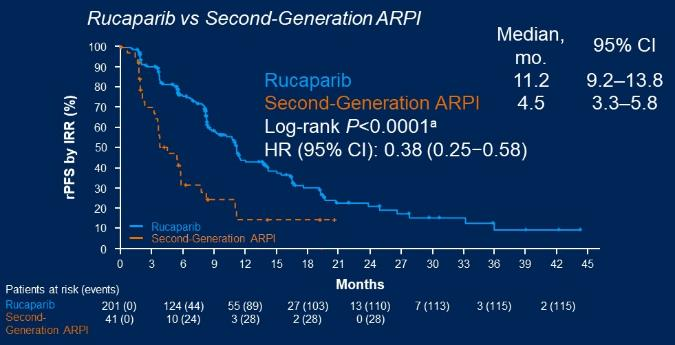 Rucaparib vs Second-Generation ARPI
Median, mo. 95% CI
Rucaparib 11.2 9.2–13.8
Second-Generation ARPI 4.5 3.3–5.8
Log-rank P<0.0001ᵃ
HR (95% CI): 0.38 (0.25–0.58)
rPFS by IRR (%)
100
90
80
70
60
50
40
30
20
10
0
Rucaparib
Second-Generation ARPI
0 3 6 9 12 15 18 21 24 27 30 33 36 39 42 45
Months
Patients at risk (events)
Rucaparib 201 (0) 124 (44) 55 (89) 27 (103) 13 (110) 7 (113) 3 (115) 2 (115)
Second-Generation ARPI 41 (0) 10 (24) 3 (28) 2 (28) 0 (28)